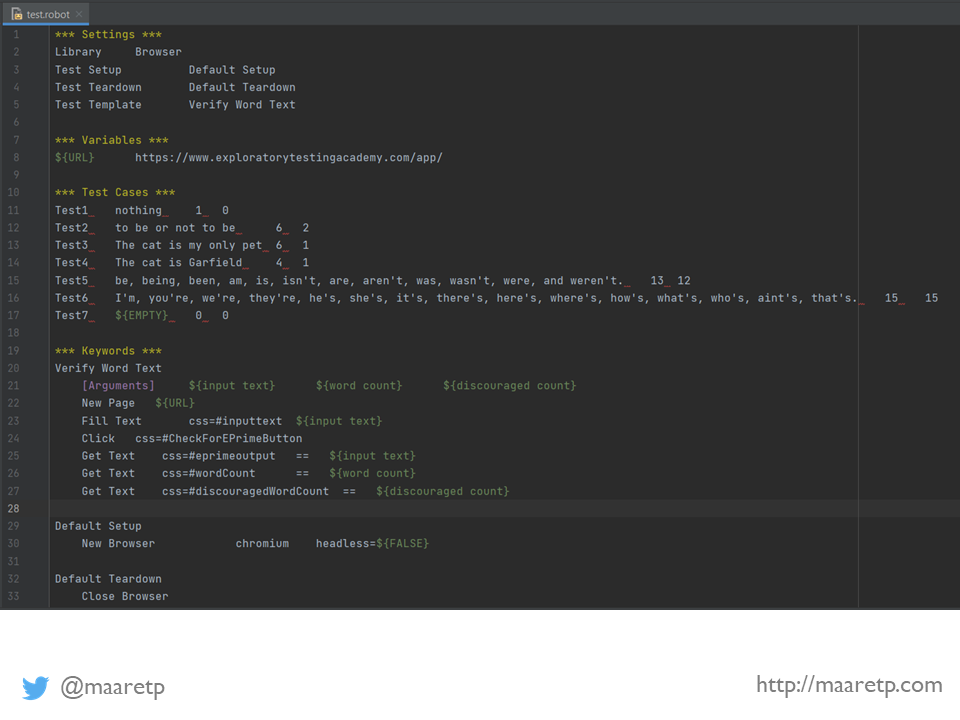 test.robot
1 *** Settings ***
2 Library Browser
3 Test Setup Default Setup
4 Test Teardown Default Teardown
5 Test Template Verify Word Text
6
7 *** Variables ***
8 ${URL} https://www.exploratorytestingacademy.com/app/
9
10 *** Test Cases ***
11 Test1 nothing 1 0
12 Test2 to be or not to be 6 2
13 Test3 The cat is my only pet 6 1
14 Test4 The cat is Garfield 4 1
15 Test5 be, being, been, am, is, isn't, are, aren't, was, wasn't, were, and weren't. 13 12
16 Test6 I'm, you're, we're, they're, he's, she's, it's, there's, here's, where's, how's, what's, who's, aint's, that's. 15 15
17 Test7 ${EMPTY} 0 0
18
19 *** Keywords ***
20 Verify Word Text
21 [Arguments] ${input text} ${word count} ${discouraged count}
22 New Page ${URL}
23 Fill Text css=#inputtext ${input text}
24 Click css=#CheckForEPrimeButton
25 Get Text css=#eprimeoutput == ${input text}
26 Get Text css=#wordCount == ${word count}
27 Get Text css=#discouragedWordCount == ${discouraged count}
28
29 Default Setup
30 New Browser chromium headless=${FALSE}
31
32 Default Teardown
33 Close Browser
@maaretp
http://maaretp.com